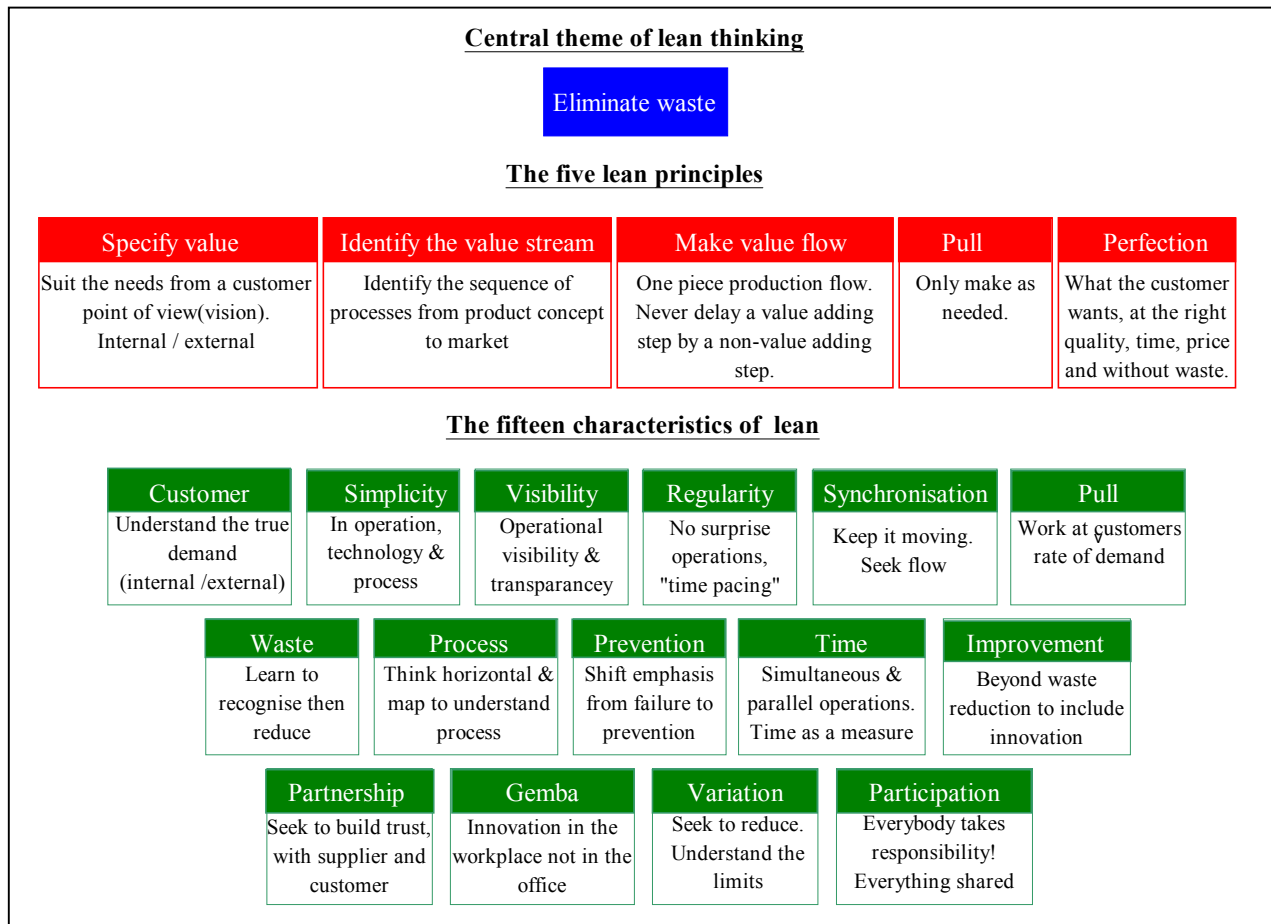 Central theme of lean thinking
Eliminate waste
The five lean principles
Specify value
Suit the needs from a customer
point of view(vision).
Internal / external
Identify the value stream
Identify the sequence of
processes from product concept
to market
Make value flow
One piece production flow.
Never delay a value adding
step by a non-value adding
step.
Pull
Only make as
needed.
Perfection
What the customer
wants, at the right
quality, time, price
and without waste.
The fifteen characteristics of lean
Customer
Understand the true
demand
(internal /external)
Simplicity
In operation,
technology &
process
Visibility
Operational
visibility &
transparancey
Regularity
No surprise
operations,
"time pacing"
Synchronisation
Keep it moving.
Seek flow
Pull
Work at customers
rate of demand
Waste
Learn to
recognise then
reduce
Process
Think horizontal &
map to understand
process
Prevention
Shift emphasis
from failure to
prevention
Time
Simultaneous &
parallel operations.
Time as a measure
Improvement
Beyond waste
reduction to include
innovation
Partnership
Seek to build trust,
with supplier and
customer
Gemba
Innovation in the
workplace not in the
office
Variation
Seek to reduce.
Understand the
limits
Participation
Everybody takes
responsibility!
Everything shared